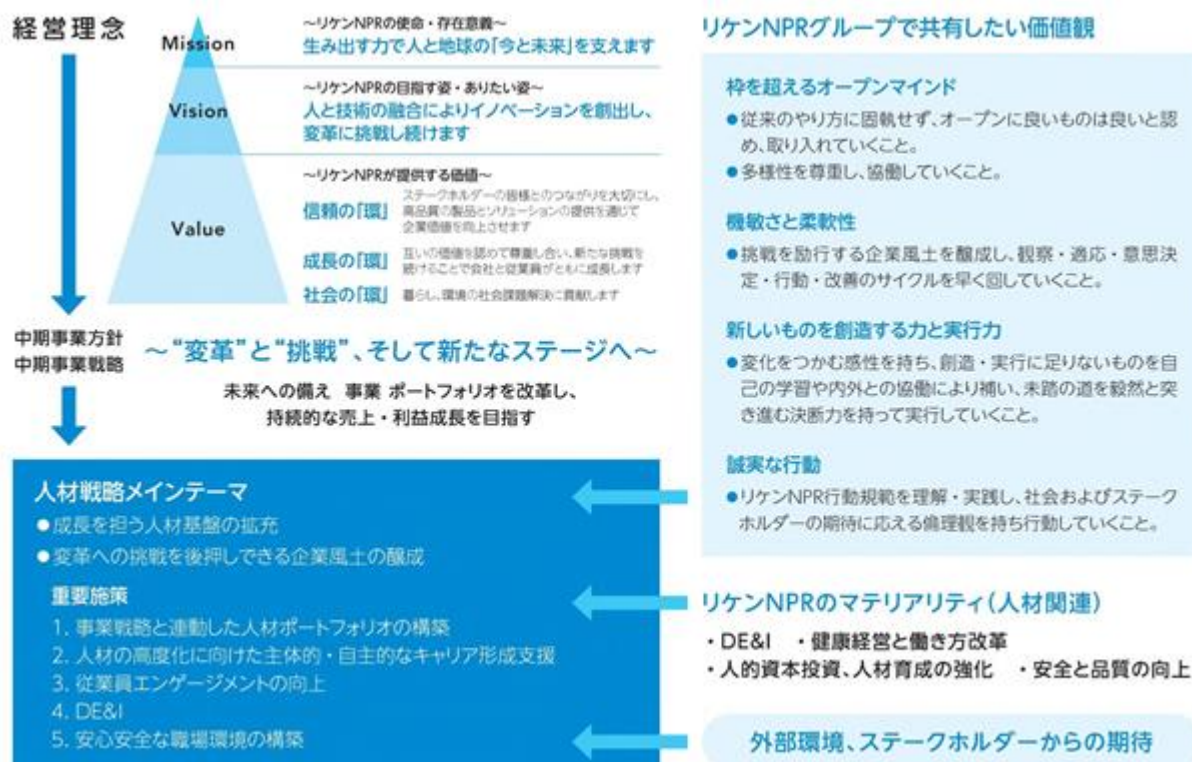 経営理念
Mission
～リケンNPRの使命・存在意義～
生み出す力で人と地球の「今と未来」を支えます
Vision
～リケンNPRの目指す姿・ありたい姿～
人と技術の融合によりイノベーションを創出し、
変革に挑戦し続けます
Value
～リケンNPRが提供する価値～
信頼の「環」
ステークホルダーの皆様とのつながりを大切にし、
高品質の製品とソリューションの提供を通じて
企業価値を向上させます
成長の「環」
互いの価値を認めて尊重し合い、新たな挑戦を
続けることで会社と従業員がともに成長します
社会の「環」
暮らし、環境の社会課題解決に貢献します
中期事業方針
中期事業戦略
～“変革”と“挑戦”、そして新たなステージへ～
未来への備え 事業 ポートフォリオを改革し、
持続的な売上・利益成長を目指す
人材戦略メインテーマ
●成長を担う人材基盤の拡充
●変革への挑戦を後押しできる企業風土の醸成
重要施策
1. 事業戦略と連動した人材ポートフォリオの構築
2. 人材の高度化に向けた主体的・自主的なキャリア形成支援
3. 従業員エンゲージメントの向上
4. DE&I
5. 安心安全な職場環境の構築
リケンNPRグループで共有したい価値観
枠を超えるオープンマインド
●従来のやり方に固執せず、オープンに良いものは良いと認
め、取り入れていくこと。
●多様性を尊重し、協働していくこと。
機敏さと柔軟性
●挑戦を励行する企業風土を醸成し、観察・適応・意思決
定・行動・改善のサイクルを早く回していくこと。
新しいものを創造する力と実行力
●変化をつかむ感性を持ち、創造・実行に足りないものを自
己の学習や内外との協働により補い、未踏の道を毅然と突
き進む決断力を持って実行していくこと。
誠実な行動
●リケンNPR行動規範を理解・実践し、社会およびステーク
ホルダーの期待に応える倫理観を持ち行動していくこと。
リケンNPRのマテリアリティ(人材関連)
・DE&I ・健康経営と働き方改革
・人的資本投資、人材育成の強化 ・安全と品質の向上
外部環境、ステークホルダーからの期待